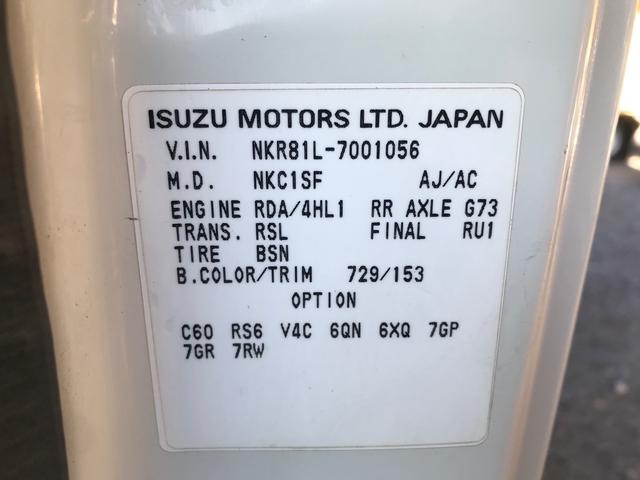 ISUZU MOTORS LTD. JAPAN
V.I.N. NKR81L-7001056
M.D. NKC1SF AJ/AC
ENGINE RDA/4HL1 RR AXLE G73
TRANS. RSL FINAL RU1
TIRE BSN
B.COLOR/TRIM 729/153
OPTION
C60 RS6 V4C 6QN 6XQ 7GP
7GR 7RW